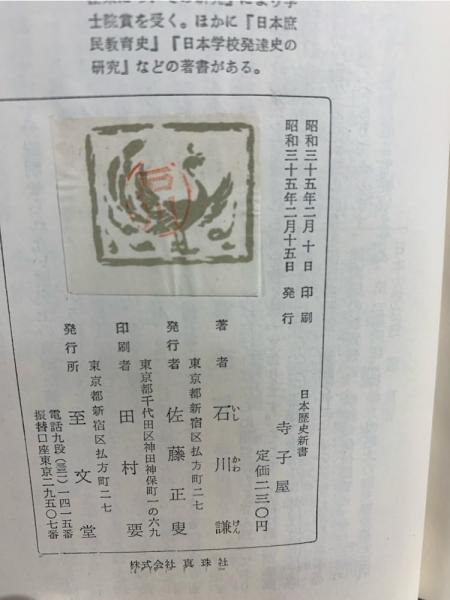 士院賞を受く。ほかに『日本庶
民教育史』『日本学校発達史の
研究』などの著書がある。
昭和三十五年二月十日 印刷
昭和三十五年二月十五日 発行
日本歴史新書
寺子屋
定価二三〇円
著者 石川謙
いし かわ けん
東京都新宿区払方町二七
発行者 佐藤正叟
東京都千代田区神田神保町一の六九
印刷者 田村要
東京都新宿区払方町二七
発行所 至文堂
電話九段(三三)一四一五番
振替口座東京二九五〇七番
株式会社 真珠社